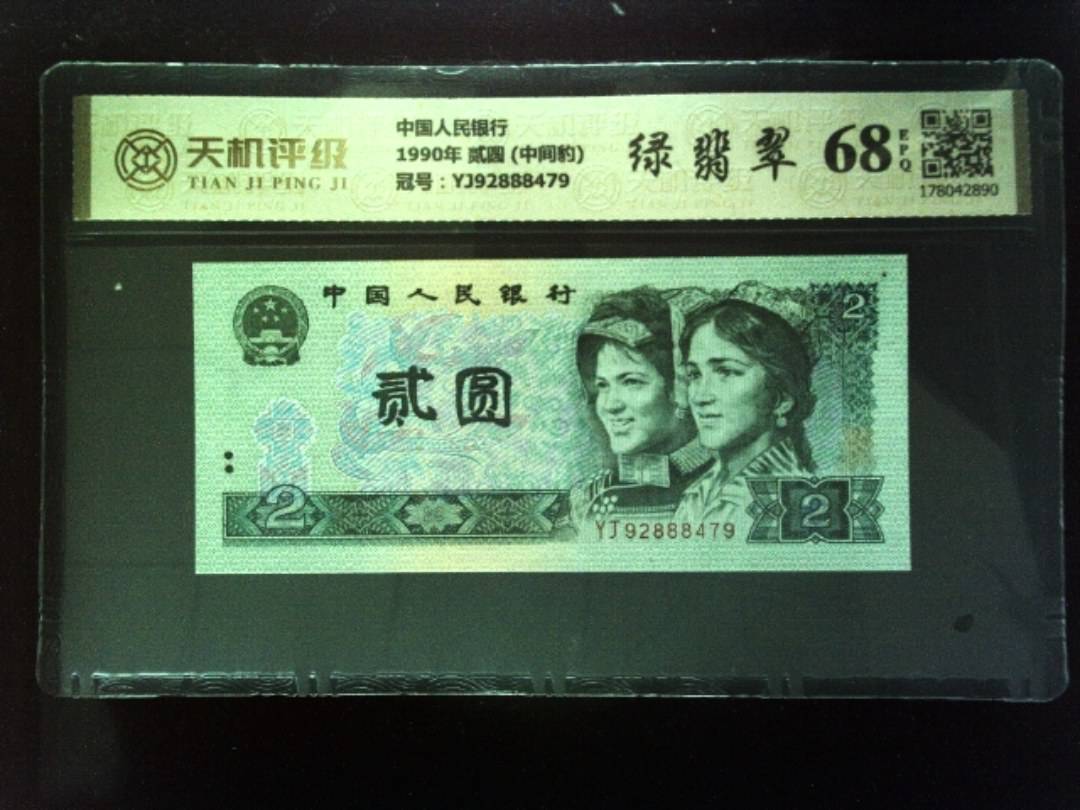 天机评级
TIAN JI PING JI
中国人民银行
1990年 贰圆 (中间豹)
冠号：YJ92888479
绿翡翠
68
EPQ
178042890
中国人民银行
2
贰圆
2
YJ92888479
2